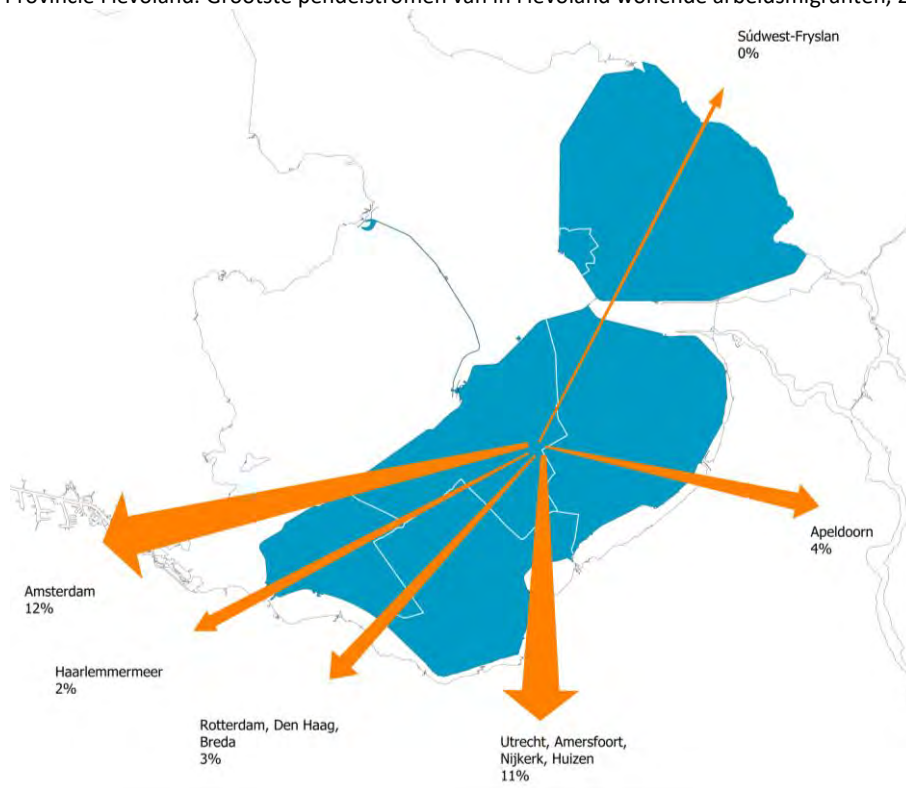 Provincie Flevoland. Grootste pendelstromen van in Flevoland wonende arbeidsmigranten, 2
Súdwest-Fryslan
0%
Apeldoorn
4%
Amsterdam
12%
Haarlemmermeer
2%
Rotterdam, Den Haag,
Breda
3%
Utrecht, Amersfoort,
Nijkerk, Huizen
11%